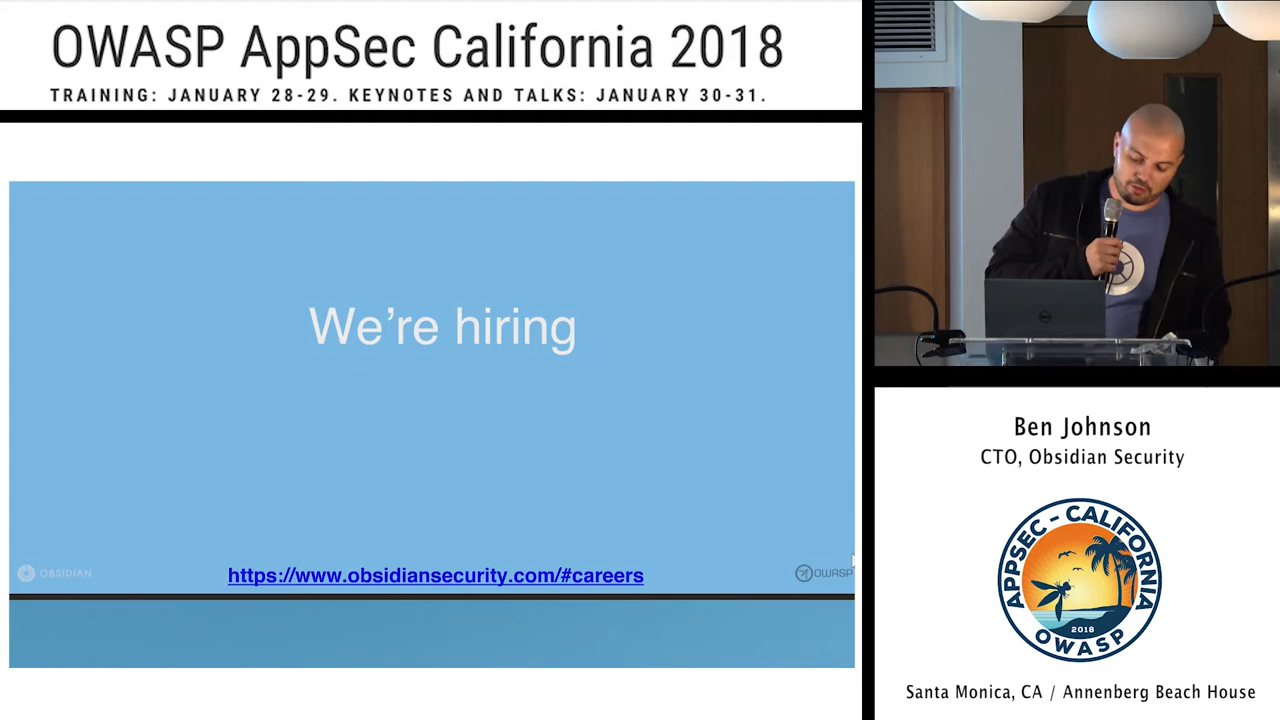 OWASP AppSec California 2018
TRAINING: JANUARY 28-29. KEYNOTES AND TALKS: JANUARY 30-31.
We’re hiring
OBSIDIAN
https://www.obsidiansecurity.com/#careers
OWASP
DELL
Ben Johnson
CTO, Obsidian Security
APPSEC - CALIFORNIA
2018
OWASP
Santa Monica, CA / Annenberg Beach House